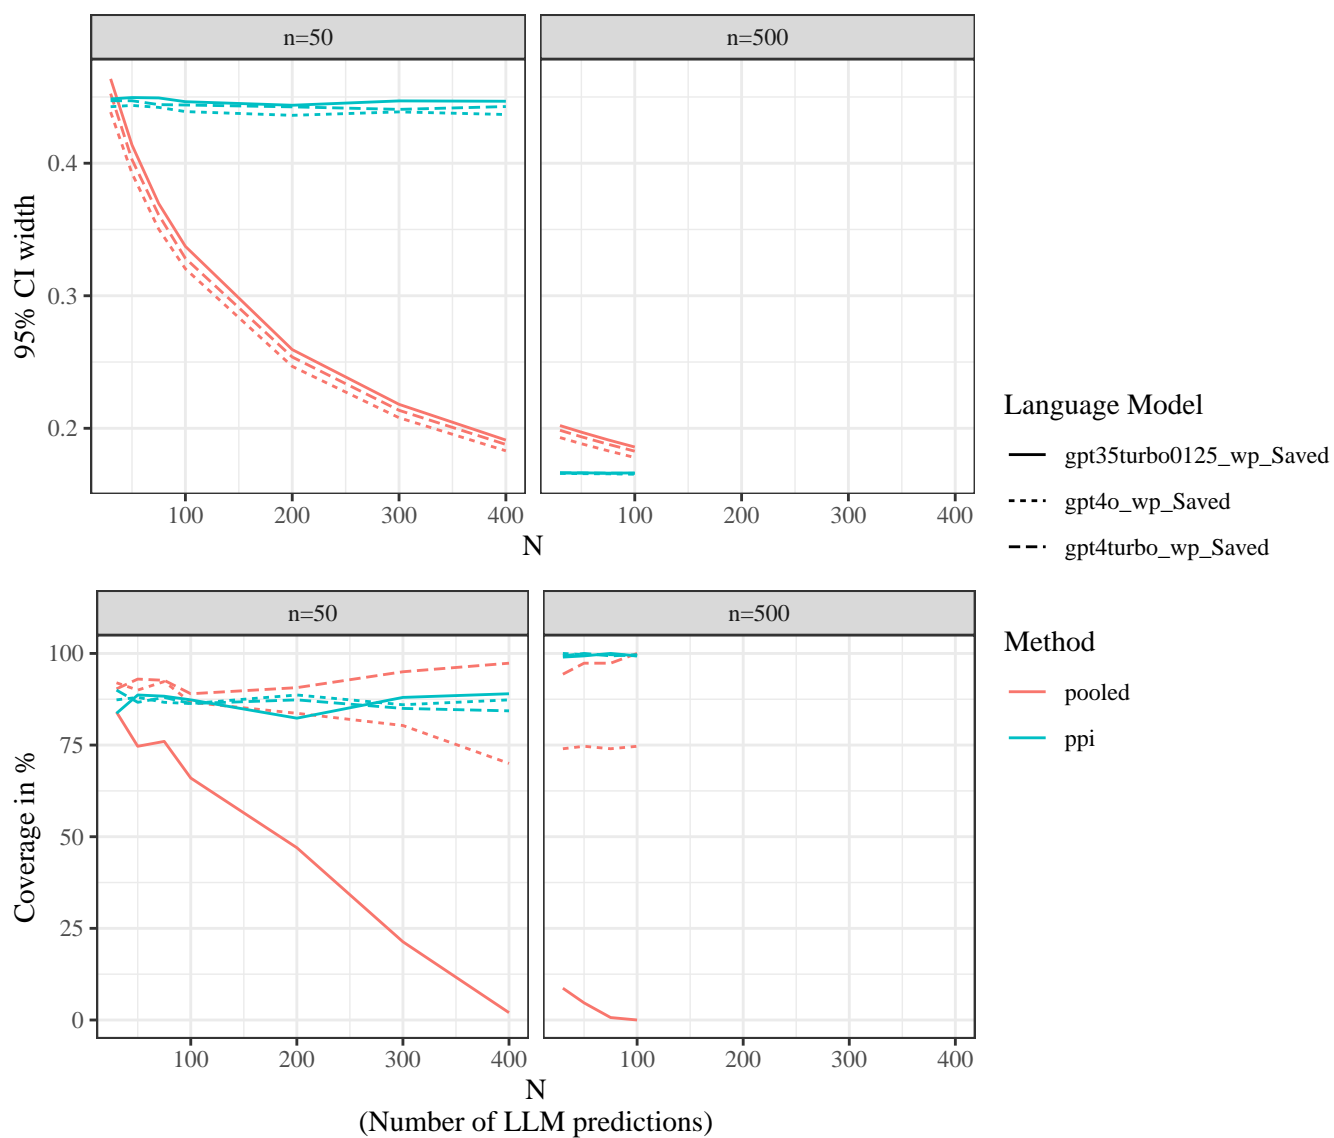 n=50
n=500
95% CI width
0.4
0.3
0.2
100 200 300 400
100 200 300 400
N
n=50
n=500
Coverage in %
100
75
50
25
0
100 200 300 400
100 200 300 400
N
(Number of LLM predictions)
Language Model
gpt35turbo0125_wp_Saved
gpt4o_wp_Saved
gpt4turbo_wp_Saved
Method
pooled
ppi